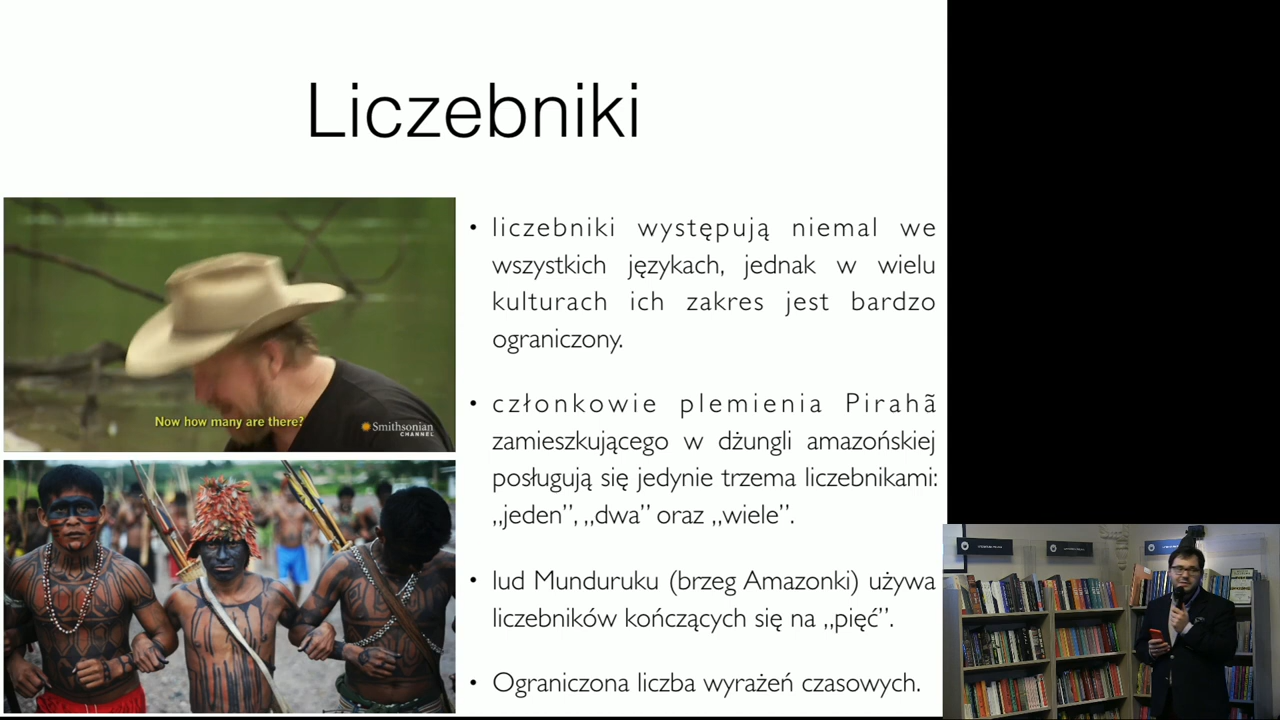 Liczebniki
Now how many are there?
Smithsonian
CHANNEL
• liczebniki występują niemal we
wszystkich językach, jednak w wielu
kulturach ich zakres jest bardzo
ograniczony.
• członkowie plemienia Pirahã
zamieszkującego w dżungli amazońskiej
posługują się jedynie trzema liczebnikami:
„jeden”, „dwa” oraz „wiele”.
• lud Munduruku (brzeg Amazonki) używa
liczebników kończących się na „pięć”.
• Ograniczona liczba wyrażeń czasowych.